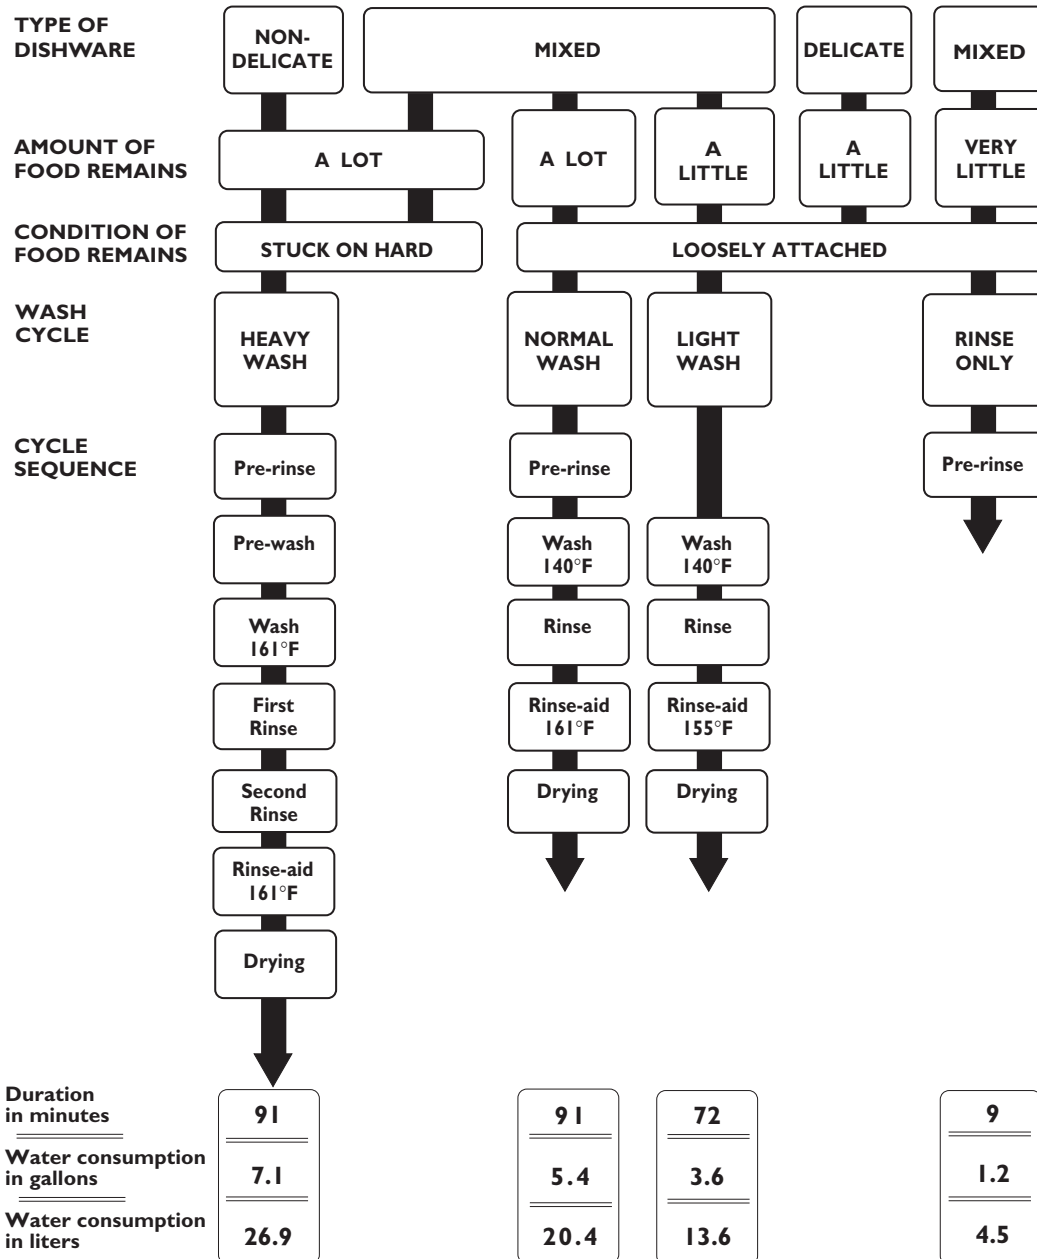 TYPE OF
DISHWARE
NON-
DELICATE
MIXED
DELICATE
MIXED
AMOUNT OF
FOOD REMAINS
A LOT
A LOT
A
LITTLE
A
LITTLE
VERY
LITTLE
CONDITION OF
FOOD REMAINS
STUCK ON HARD
LOOSELY ATTACHED
WASH
CYCLE
HEAVY
WASH
NORMAL
WASH
LIGHT
WASH
RINSE
ONLY
CYCLE
SEQUENCE
Pre-rinse
Pre-rinse
Pre-rinse
Pre-wash
Wash
140°F
Wash
140°F
Wash
161°F
Rinse
Rinse
First
Rinse
Rinse-aid
161°F
Rinse-aid
155°F
Second
Rinse
Drying
Drying
Rinse-aid
161°F
Drying
Duration
in minutes
91
91
72
9
Water consumption
in gallons
7.1
5.4
3.6
1.2
Water consumption
in liters
26.9
20.4
13.6
4.5